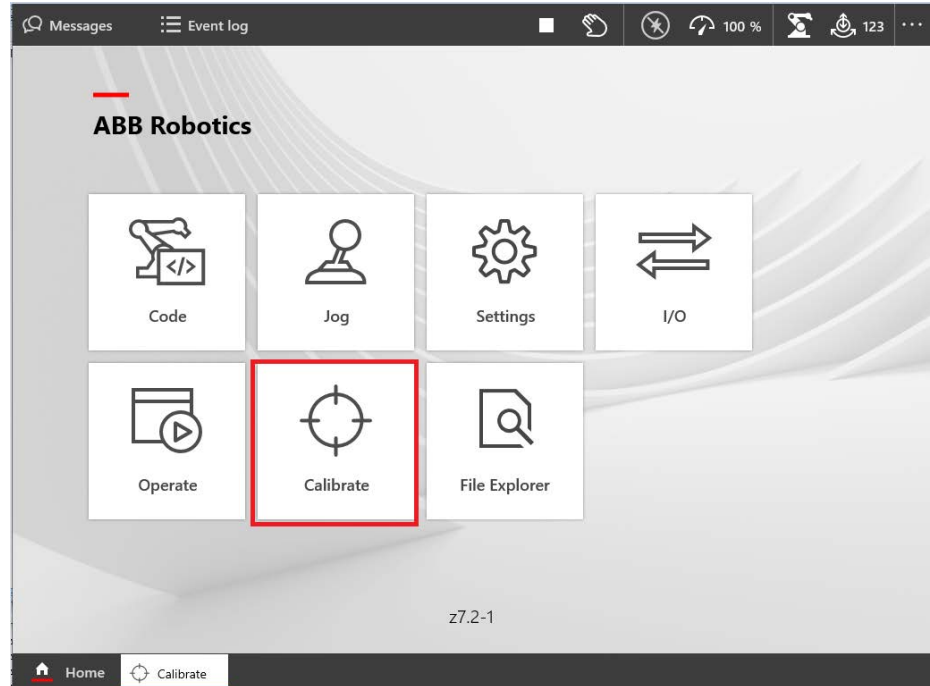 Messages
Event log
100 %
123
...
ABB Robotics
</>
Code
Jog
Settings
I/O
Operate
Calibrate
File Explorer
z7.2-1
Home
Calibrate